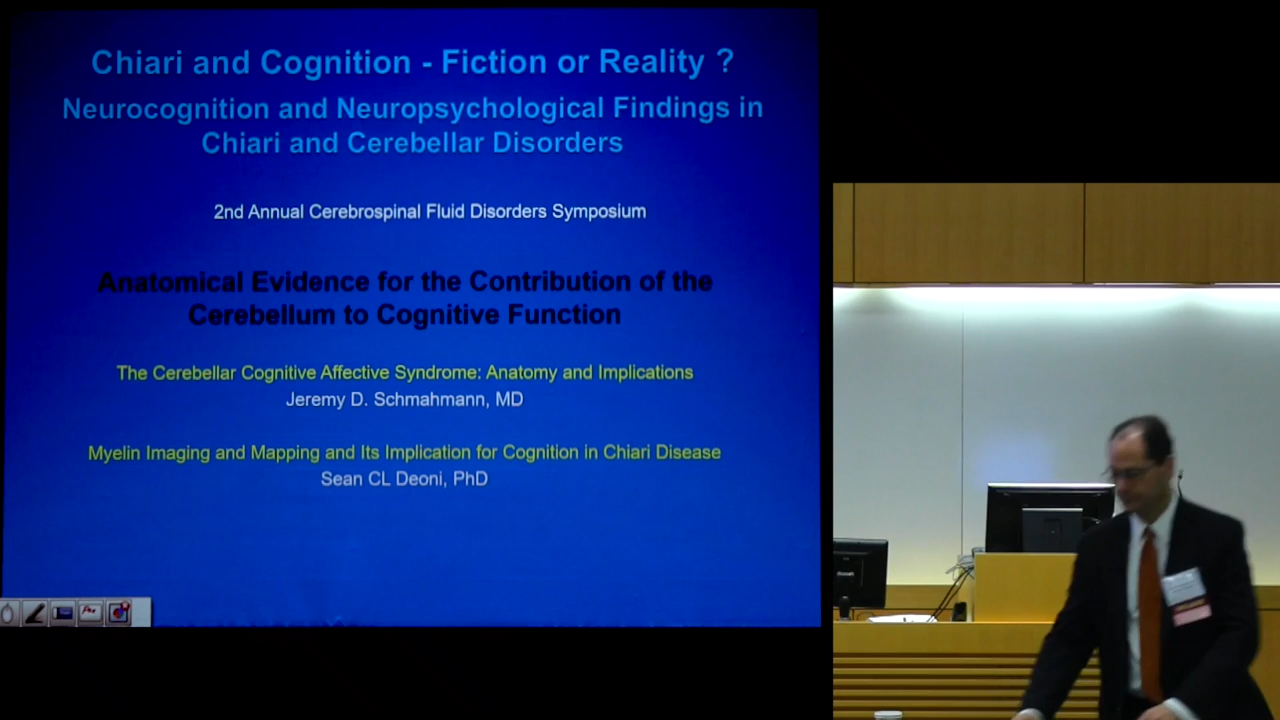 Chiari and Cognition - Fiction or Reality ?
Neurocognition and Neuropsychological Findings in
Chiari and Cerebellar Disorders
2nd Annual Cerebrospinal Fluid Disorders Symposium
Anatomical Evidence for the Contribution of the
Cerebellum to Cognitive Function
The Cerebellar Cognitive Affective Syndrome: Anatomy and Implications
Jeremy D. Schmahmann, MD
Myelin Imaging and Mapping and Its Implication for Cognition in Chiari Disease
Sean CL Deoni, PhD